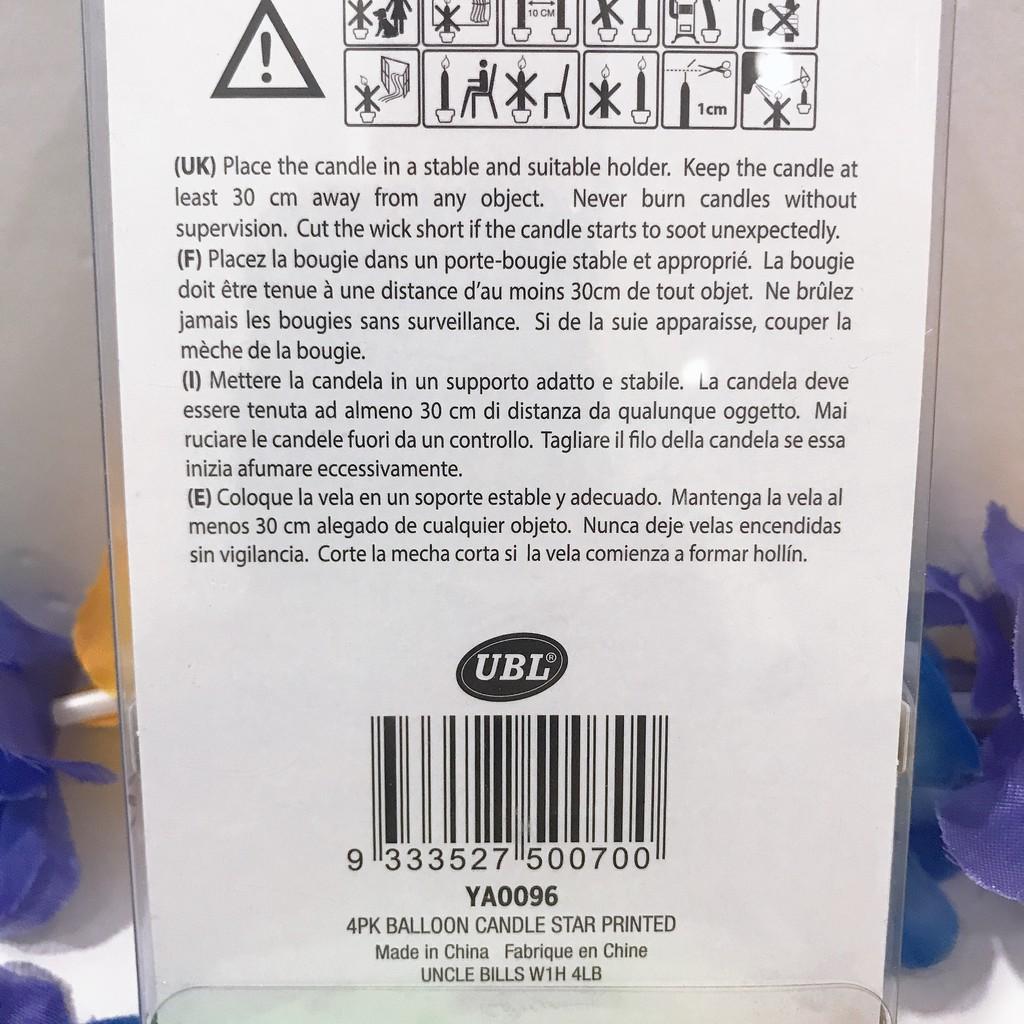 10 CM
1cm
(UK) Place the candle in a stable and suitable holder. Keep the candle at
least 30 cm away from any object. Never burn candles without
supervision. Cut the wick short if the candle starts to soot unexpectedly.
(F) Placez la bougie dans un porte-bougie stable et approprié. La bougie
doit être tenue à une distance d'au moins 30cm de tout objet. Ne brûlez
jamais les bougies sans surveillance. Si de la suie apparaisse, couper la
mèche de la bougie.
(I) Mettere la candela in un supporto adatto e stabile. La candela deve
essere tenuta ad almeno 30 cm di distanza da qualunque oggetto. Mai
ruciare le candele fuori da un controllo. Tagliare il filo della candela se essa
inizia afumare eccessivamente.
(E) Coloque la vela en un soporte estable y adecuado. Mantenga la vela al
menos 30 cm alegado de cualquier objeto. Nunca deje velas encendidas
sin vigilancia. Corte la mecha corta si la vela comienza a formar hollín.
UBL®
9 333527 500700
YA0096
4PK BALLOON CANDLE STAR PRINTED
Made in China Fabrique en Chine
UNCLE BILLS W1H 4LB